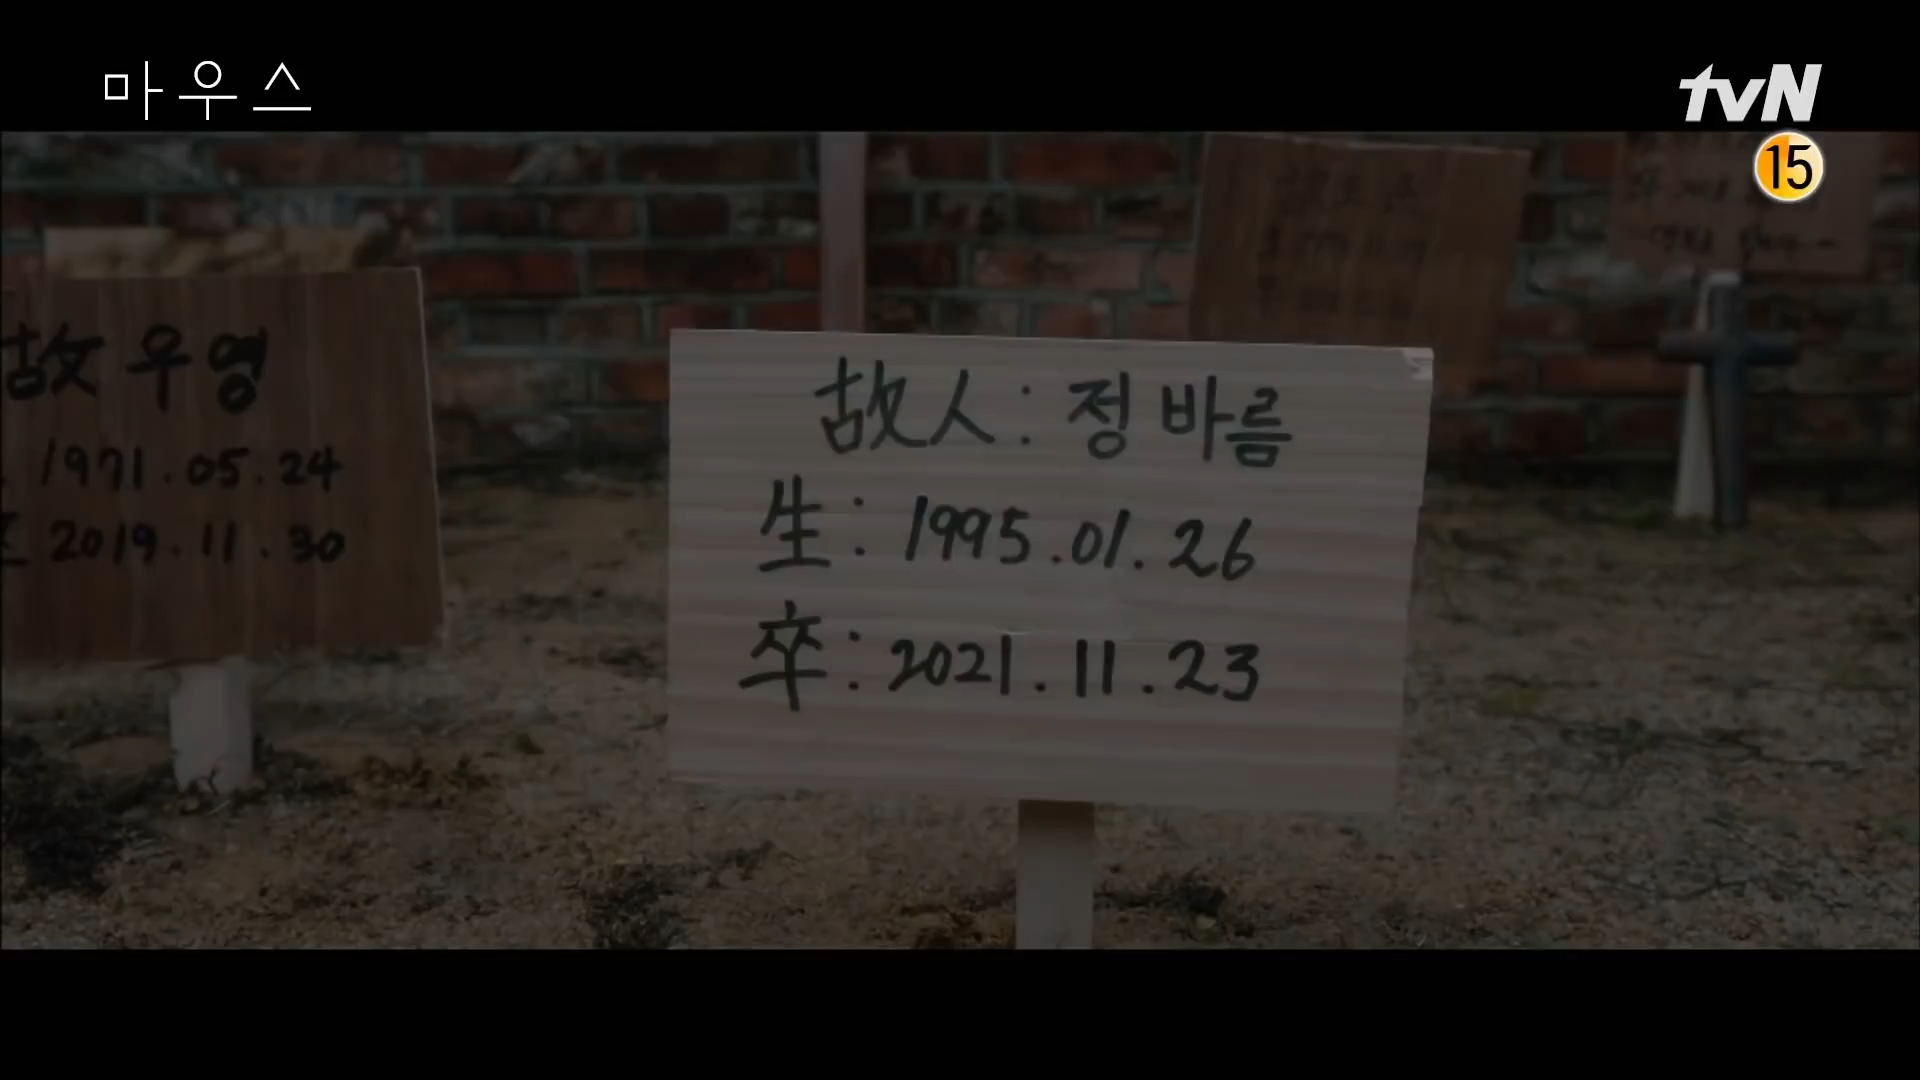 마우스
tvN
15
故 우영
1971.05.24
2019.11.30
故人: 정바름
生: 1995.01.26
卒: 2021.11.23